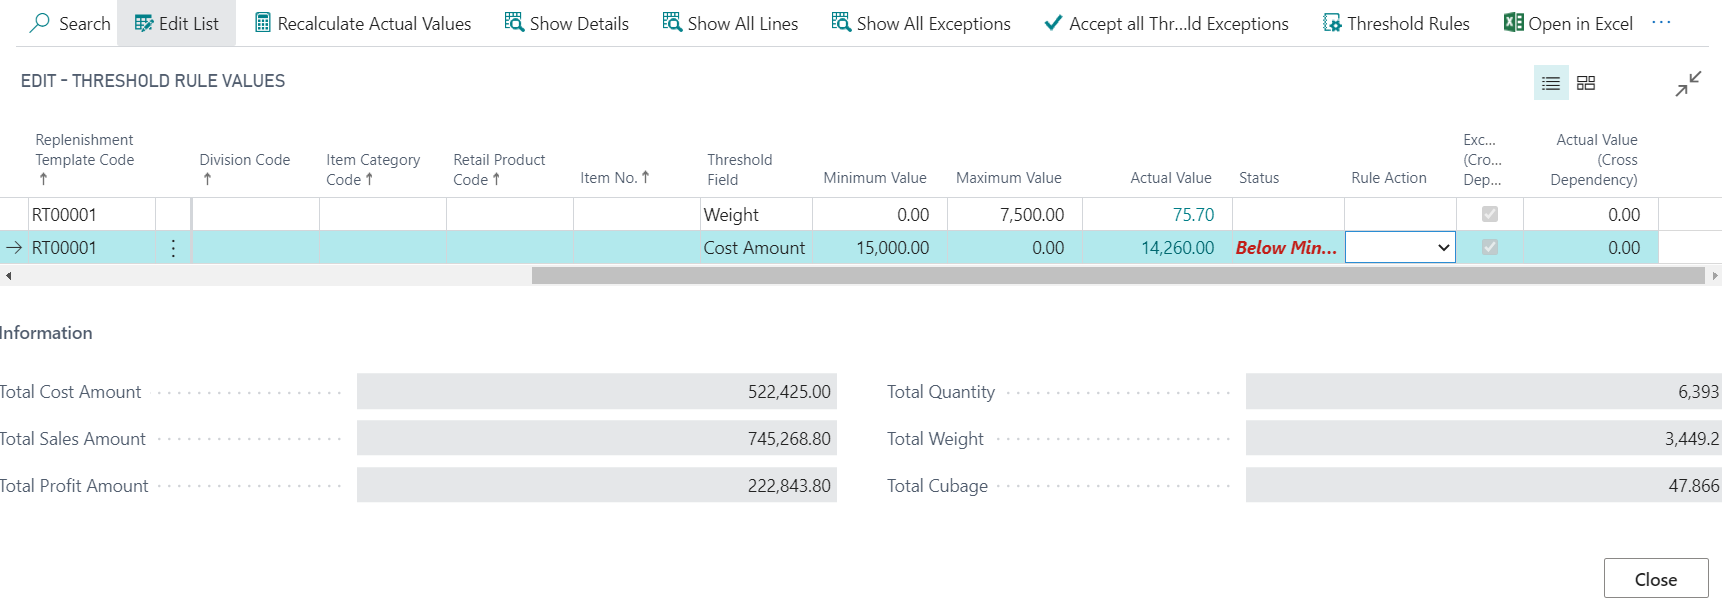 Search Edit List Recalculate Actual Values Show Details Show All Lines Show All Exceptions Accept all Thr...ld Exceptions Threshold Rules Open in Excel ...
EDIT - THRESHOLD RULE VALUES
Replenishment Template Code ↑ Division Code ↑ Item Category Code ↑ Retail Product Code ↑ Item No. ↑ Threshold Field Minimum Value Maximum Value Actual Value Status Rule Action Exc... (Cro... Dep... Actual Value (Cross Dependency)
RT00001 Weight 0.00 7,500.00 75.70 0.00
→ RT00001 Cost Amount 15,000.00 0.00 14,260.00 Below Min... 0.00
Information
Total Cost Amount 522,425.00 Total Quantity 6,393
Total Sales Amount 745,268.80 Total Weight 3,449.2
Total Profit Amount 222,843.80 Total Cubage 47.866
Close